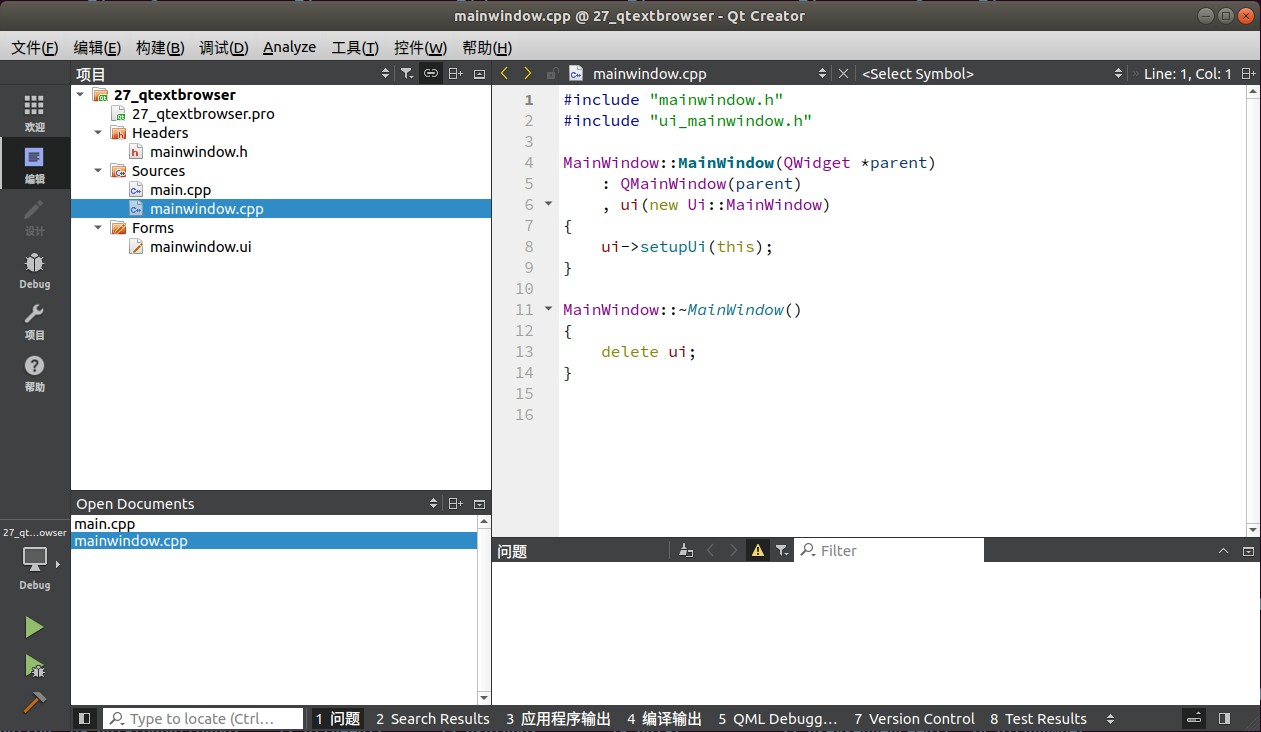 mainwindow.cpp @ 27_qtextbrowser - Qt Creator
文件(F) 编辑(E) 构建(B) 调试(D) Analyze 工具(T) 控件(W) 帮助(H)
项目
mainwindow.cpp
<Select Symbol>
Line: 1, Col: 1
欢迎
编辑
设计
Debug
项目
帮助
27_qt...owser
Debug
27_qtextbrowser
27_qtextbrowser.pro
Headers
mainwindow.h
Sources
main.cpp
mainwindow.cpp
Forms
mainwindow.ui
Open Documents
main.cpp
mainwindow.cpp
1 #include "mainwindow.h"
2 #include "ui_mainwindow.h"
3
4 MainWindow::MainWindow(QWidget *parent)
5     : QMainWindow(parent)
6     , ui(new Ui::MainWindow)
7 {
8     ui->setupUi(this);
9 }
10
11 MainWindow::~MainWindow()
12 {
13     delete ui;
14 }
15
16
问题
Filter
Type to locate (Ctrl...
1 问题 2 Search Results 3 应用程序输出 4 编译输出 5 QML Debugg... 7 Version Control 8 Test Results